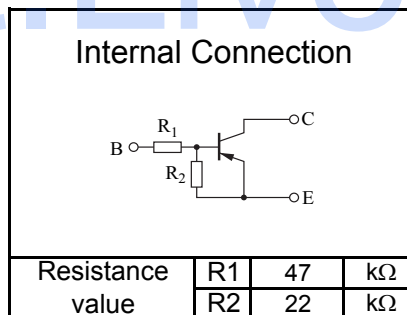 Internal Connection
R1
B
R2
C
E
Resistance value R1 47 kΩ
R2 22 kΩ